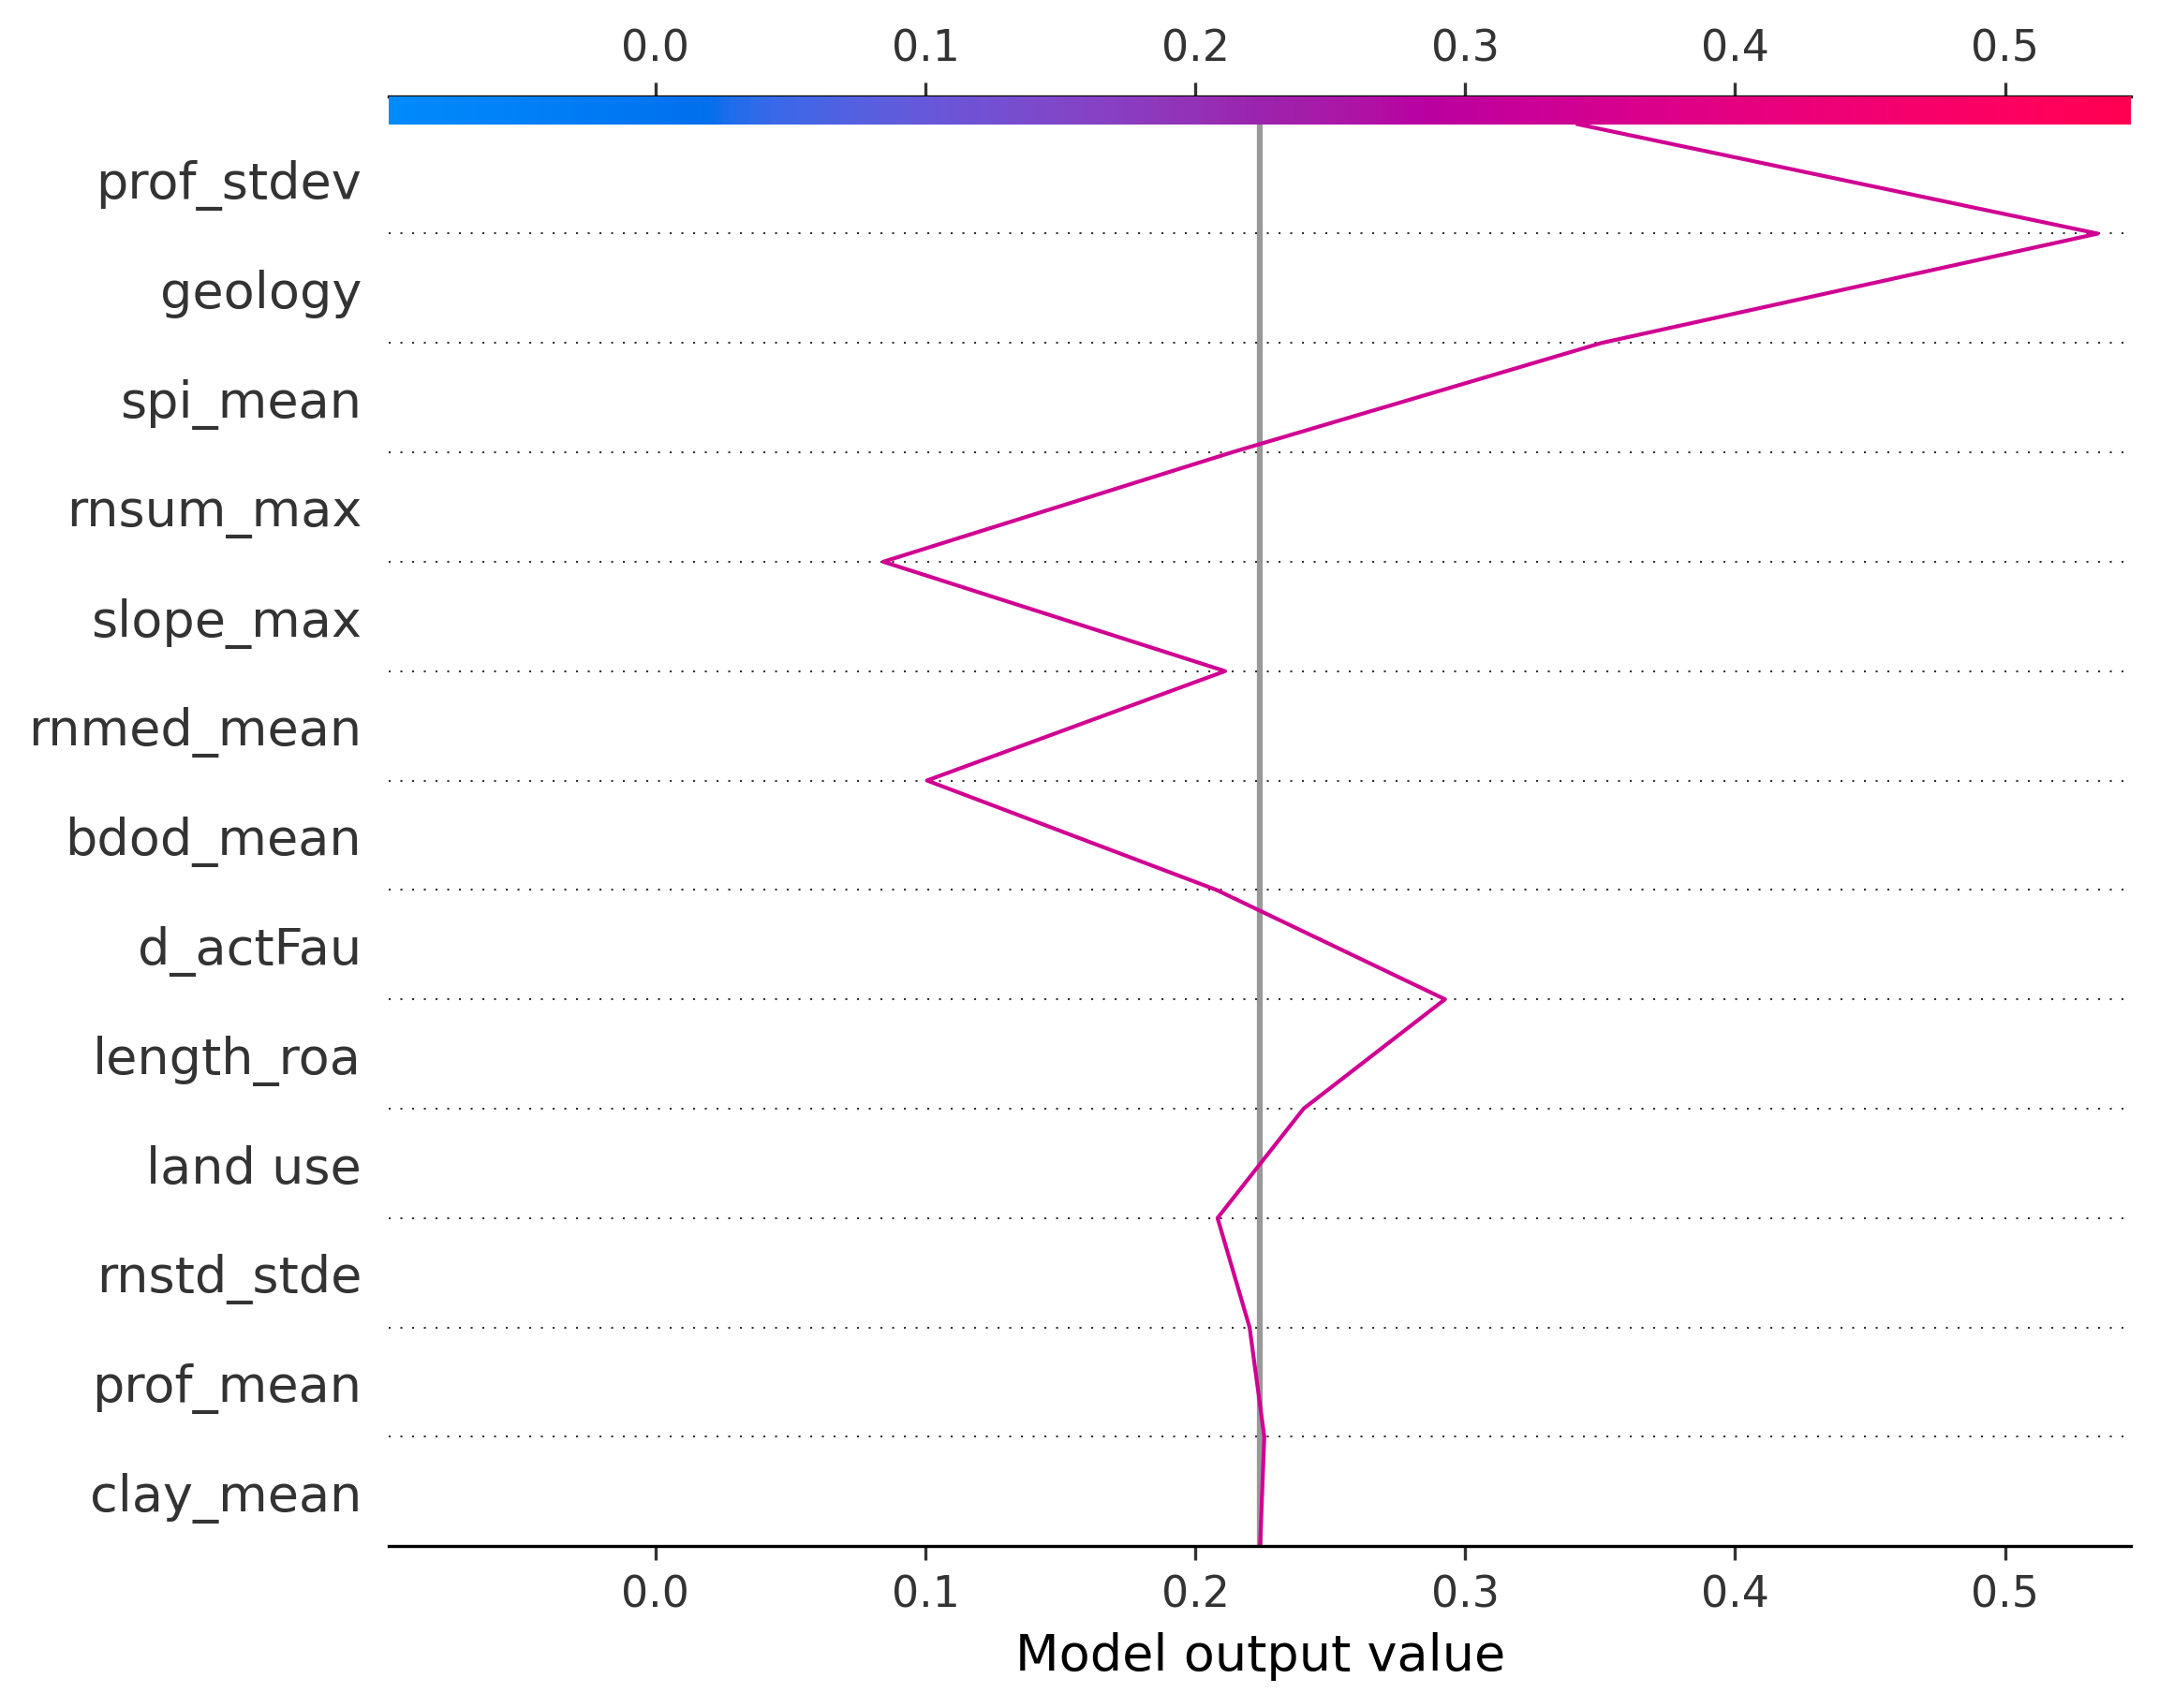 0.0 0.1 0.2 0.3 0.4 0.5
prof_stdev
geology
spi_mean
rnsum_max
slope_max
rnmed_mean
bdod_mean
d_actFau
length_roa
land use
rnstd_stde
prof_mean
clay_mean
0.0 0.1 0.2 0.3 0.4 0.5
Model output value